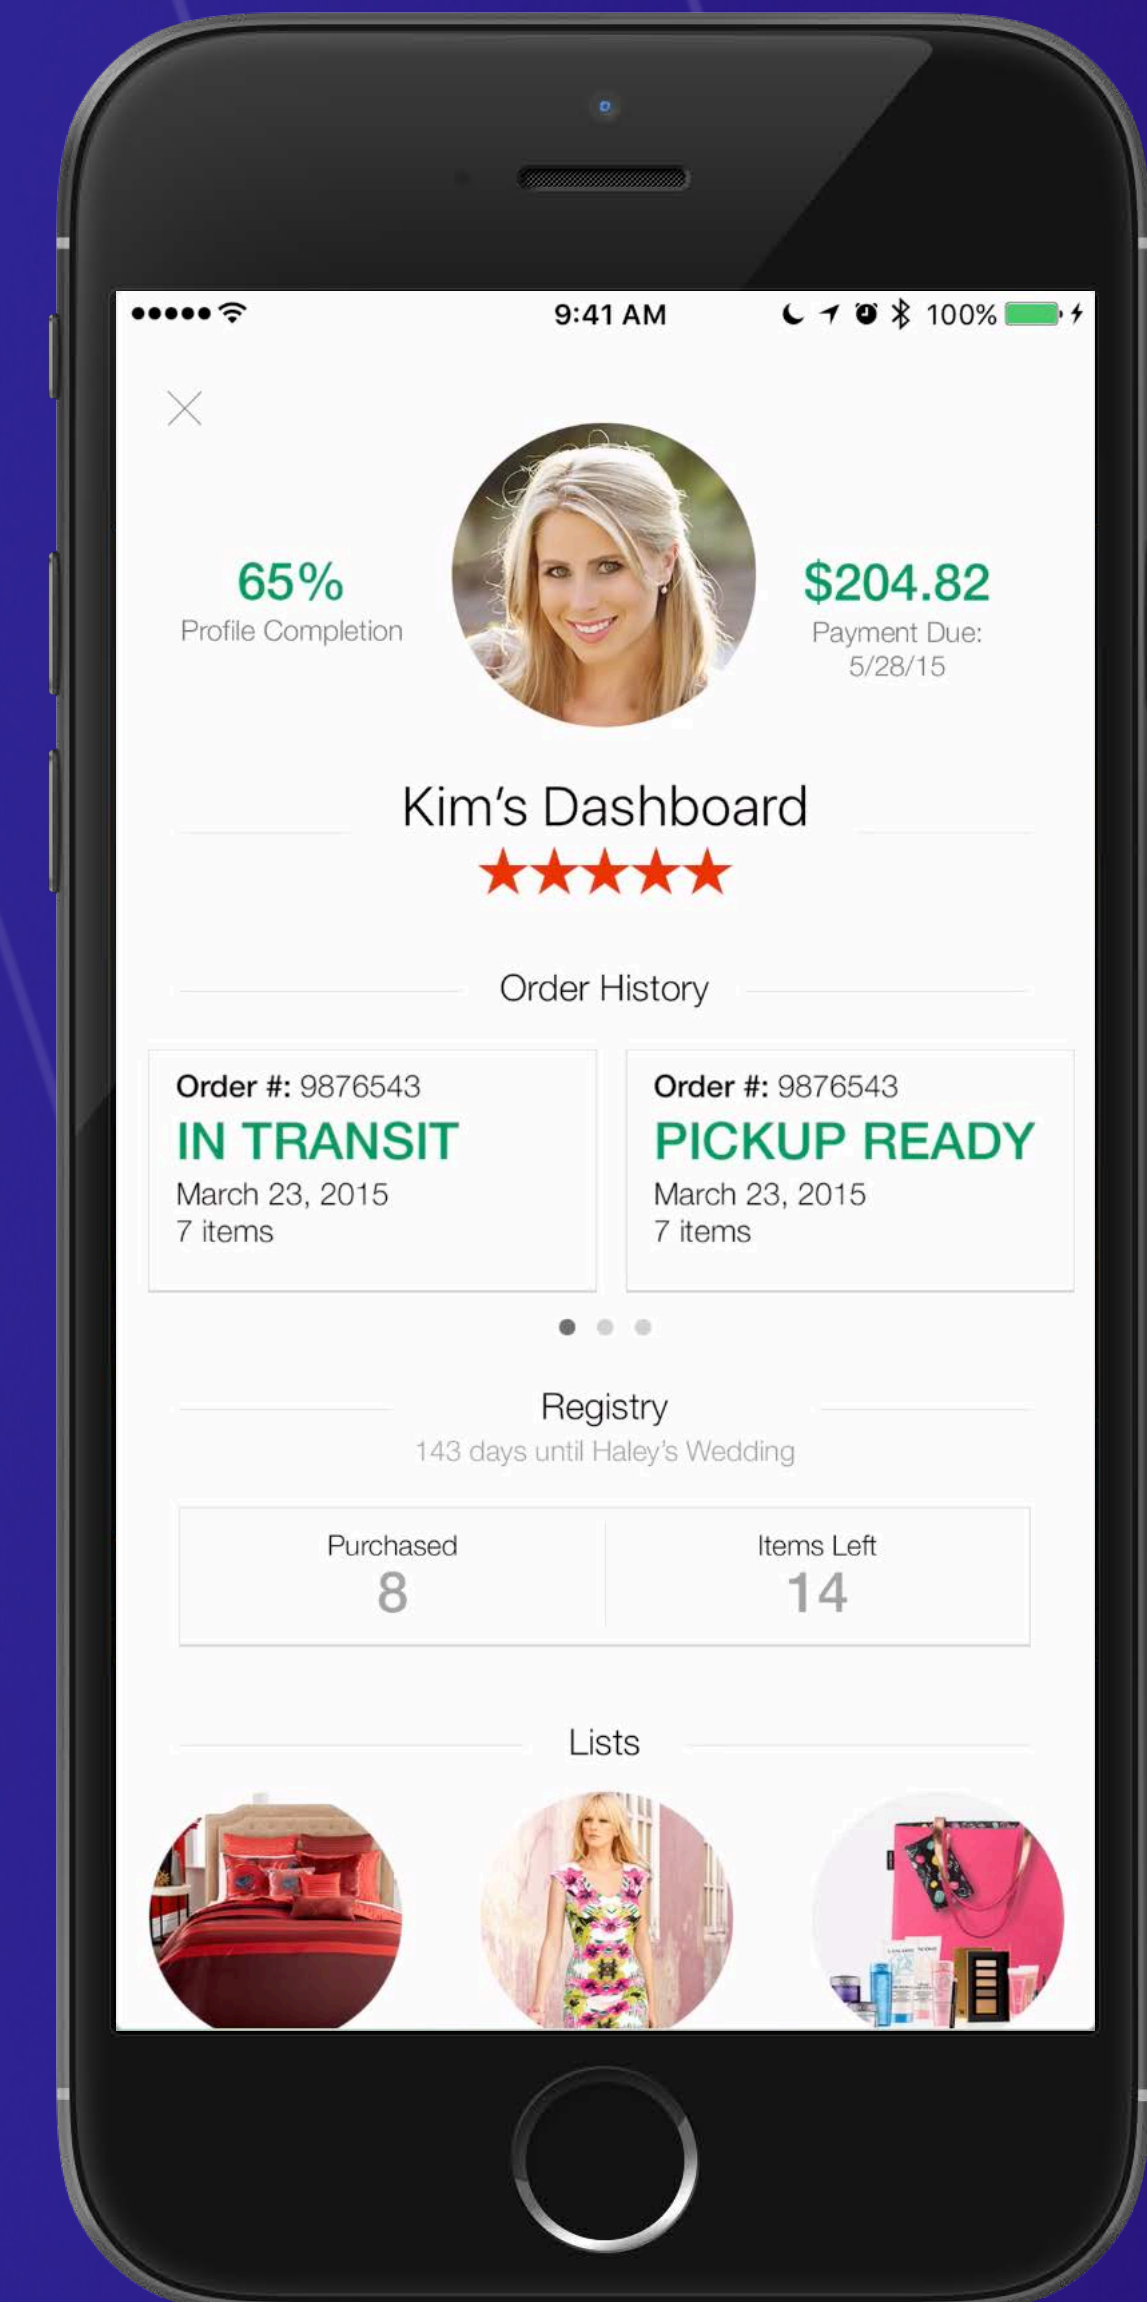 9:41 AM
100%
65%
Profile Completion
$204.82
Payment Due:
5/28/15
Kim's Dashboard
Order History
Order #: 9876543
IN TRANSIT
March 23, 2015
7 items
Order #: 9876543
PICKUP READY
March 23, 2015
7 items
Registry
143 days until Haley's Wedding
Purchased
8
Items Left
14
Lists